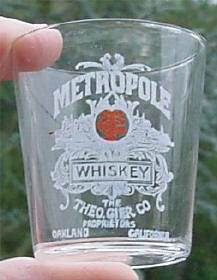 METROPOLE
WHISKEY
THE
THEO. GIER. CO
PROPRIETORS
OAKLAND CALIFORNIA